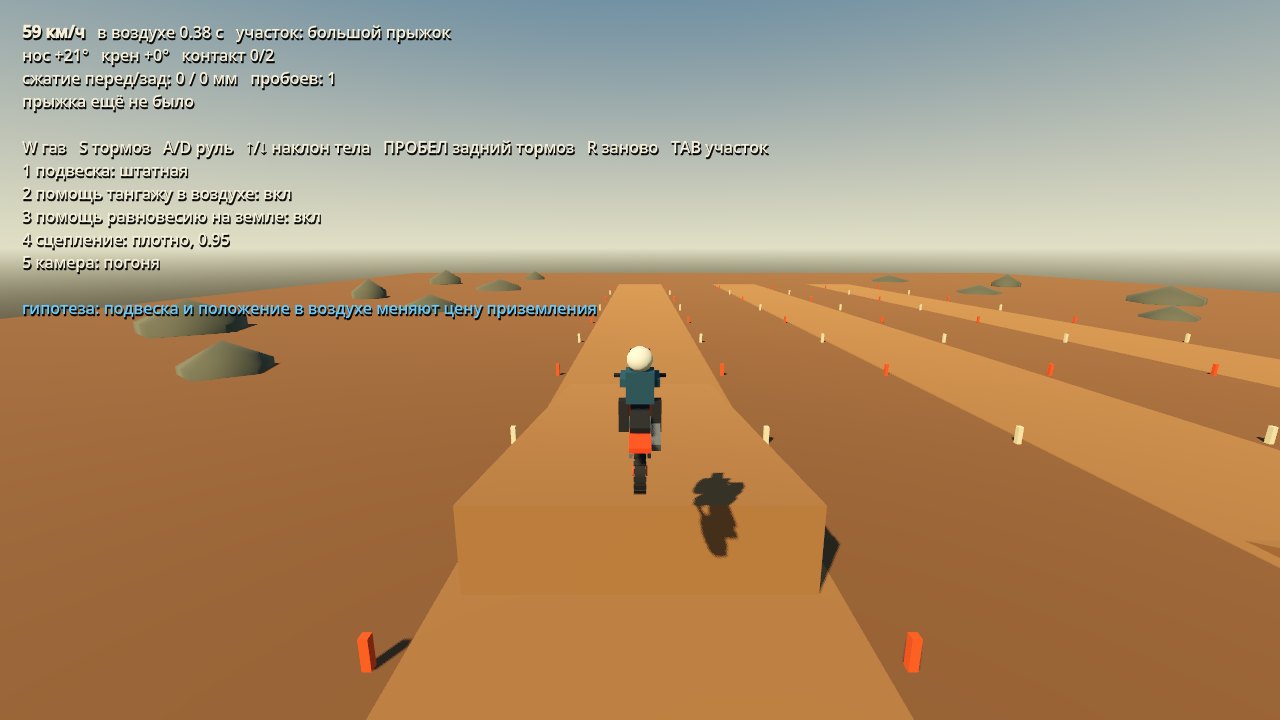 59 км/ч в воздухе 0.38 с участок: большой прыжок
нос +21° крен +0° контакт 0/2
сжатие перед/зад: 0 / 0 мм пробоев: 1
прыжка ещё не было
W газ S тормоз A/D руль ↑/↓ наклон тела ПРОБЕЛ задний тормоз R заново TAB участок
1 подвеска: штатная
2 помощь тангажу в воздухе: вкл
3 помощь равновесию на земле: вкл
4 сцепление: плотно, 0.95
5 камера: погоня
гипотеза: подвеска и положение в воздухе меняют цену приземления